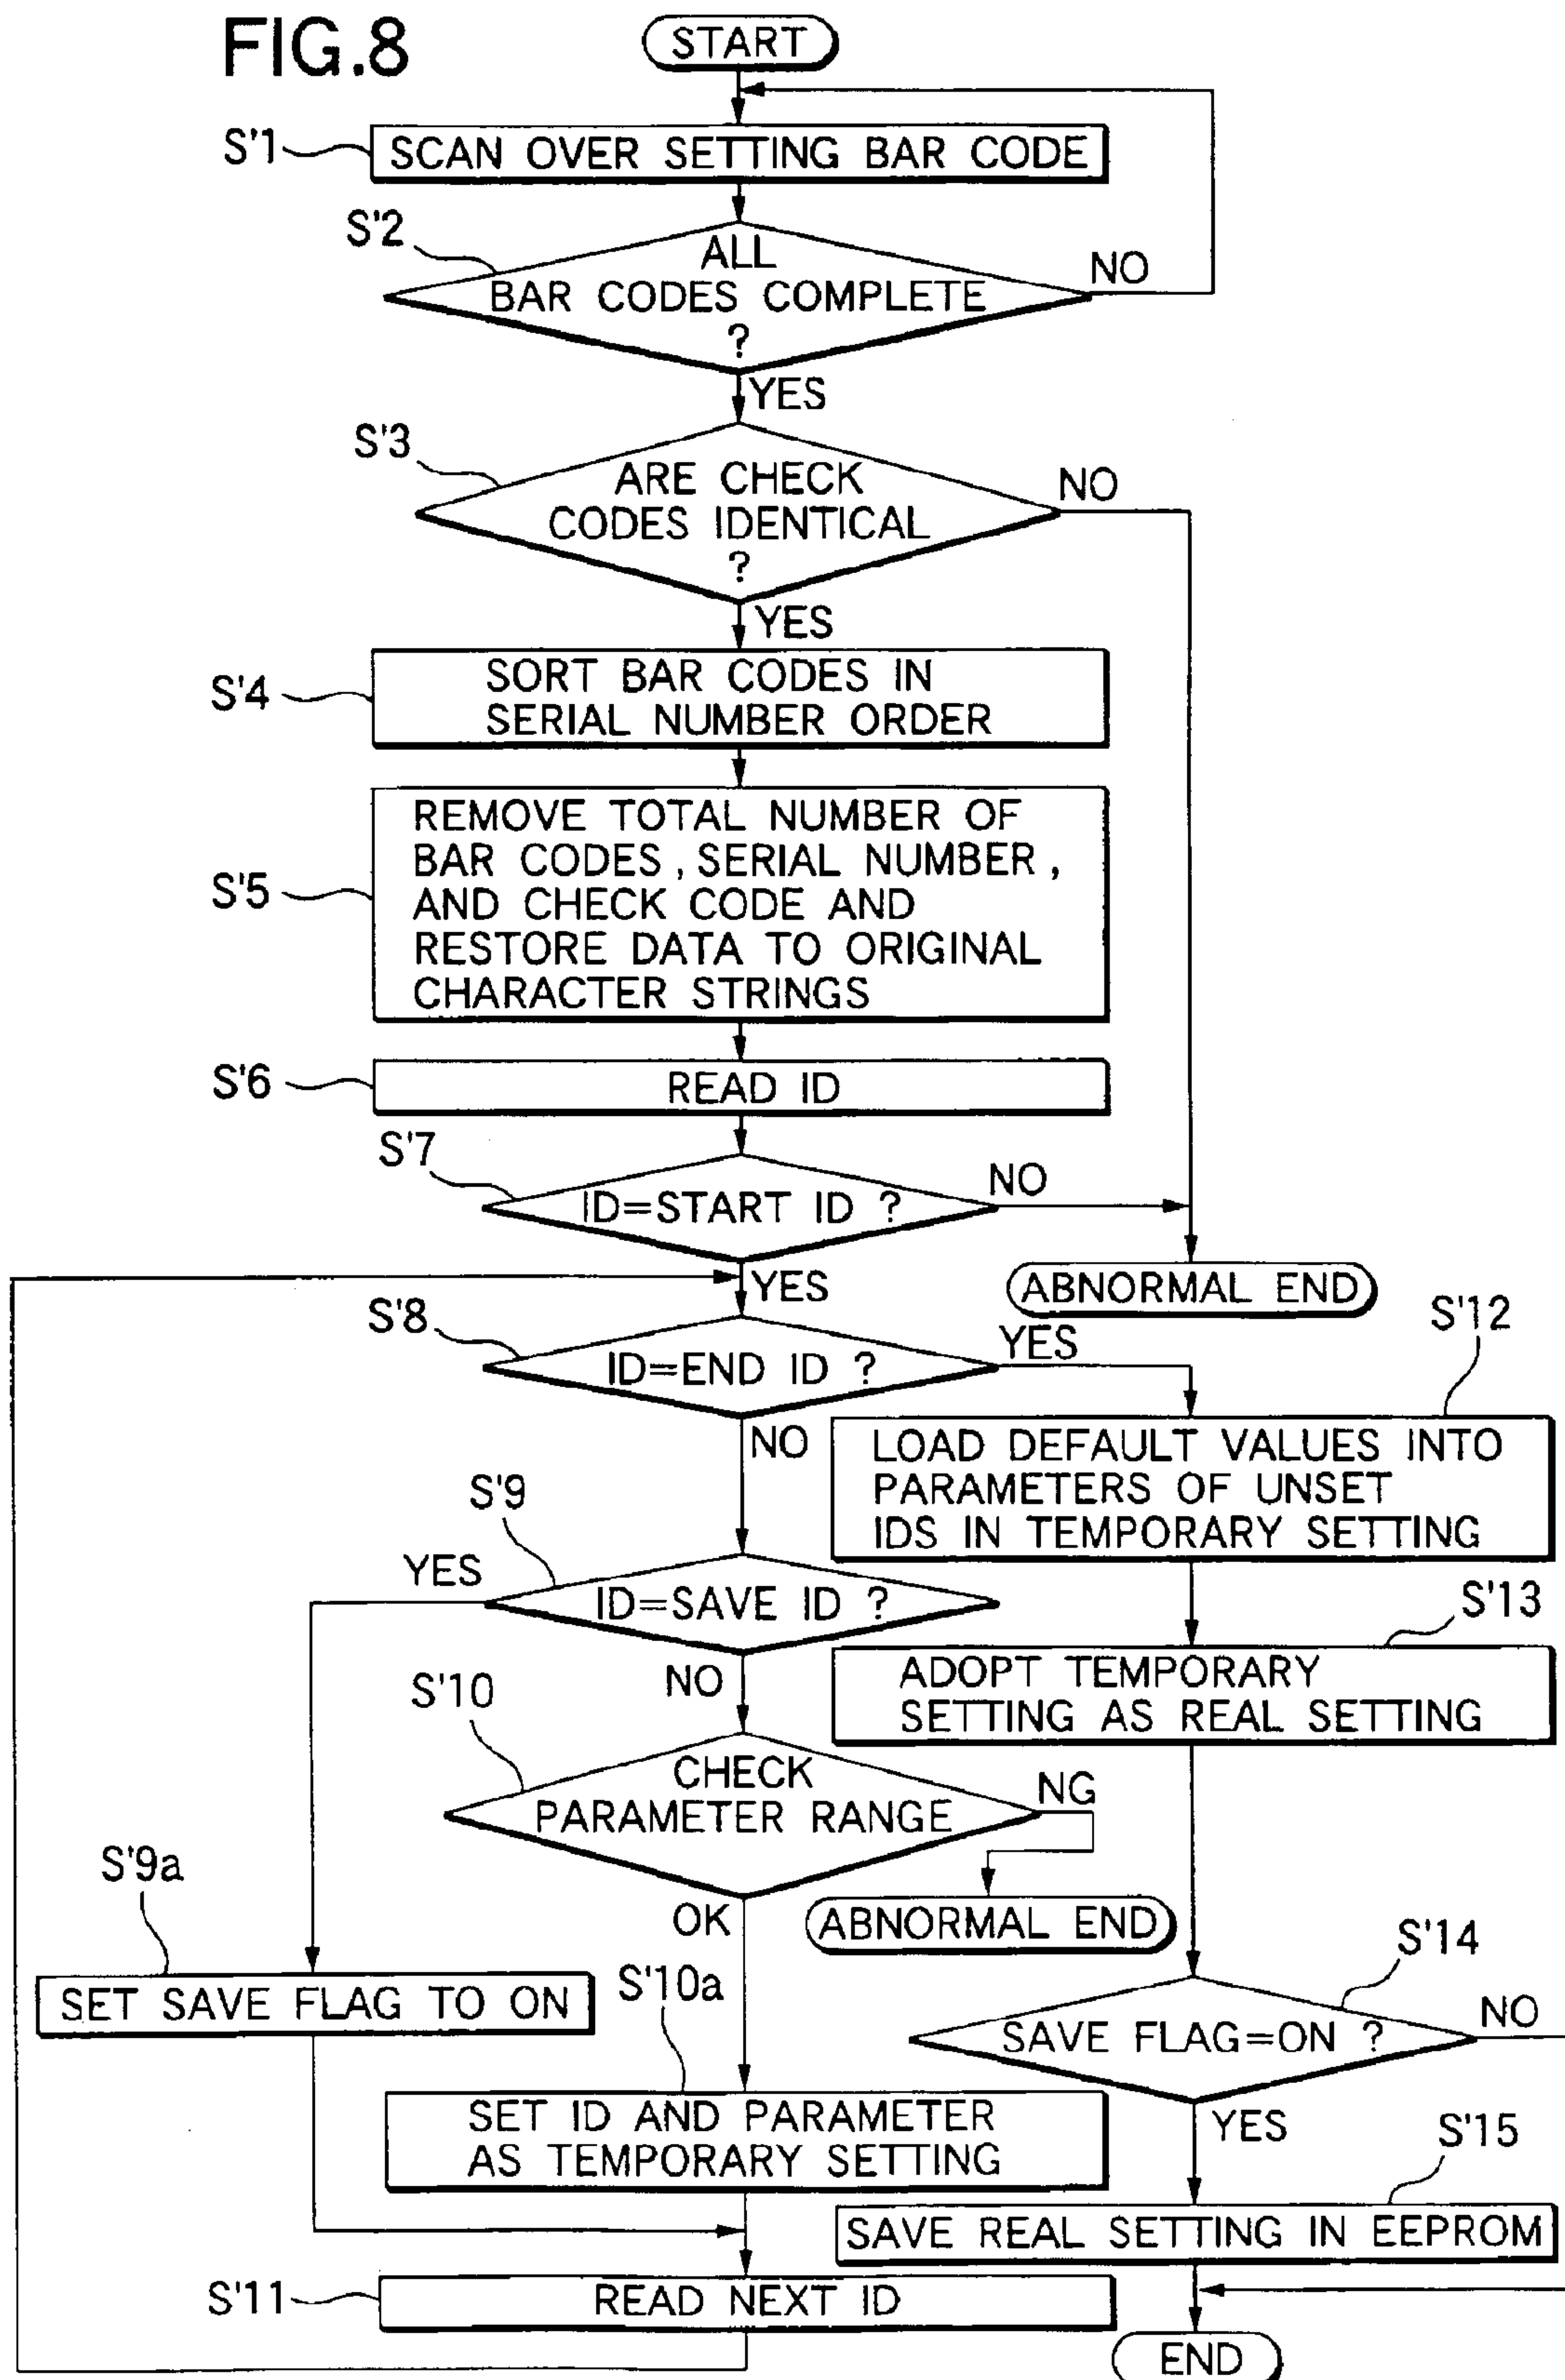 FIG.8
START
S'1
SCAN OVER SETTING BAR CODE
S'2
ALL
BAR CODES COMPLETE
?
NO
YES
S'3
ARE CHECK
CODES IDENTICAL
?
NO
YES
S'4
SORT BAR CODES IN
SERIAL NUMBER ORDER
S'5
REMOVE TOTAL NUMBER OF
BAR CODES, SERIAL NUMBER,
AND CHECK CODE AND
RESTORE DATA TO ORIGINAL
CHARACTER STRINGS
S'6
READ ID
S'7
ID=START ID ?
NO
YES
ABNORMAL END
S'8
ID=END ID ?
YES
NO
S'12
LOAD DEFAULT VALUES INTO
PARAMETERS OF UNSET
IDS IN TEMPORARY SETTING
S'9
ID=SAVE ID ?
YES
NO
S'13
ADOPT TEMPORARY
SETTING AS REAL SETTING
S'10
CHECK
PARAMETER RANGE
NG
ABNORMAL END
OK
S'9a
SET SAVE FLAG TO ON
S'10a
SET ID AND PARAMETER
AS TEMPORARY SETTING
S'14
SAVE FLAG=ON ?
NO
YES
S'15
SAVE REAL SETTING IN EEPROM
S'11
READ NEXT ID
END